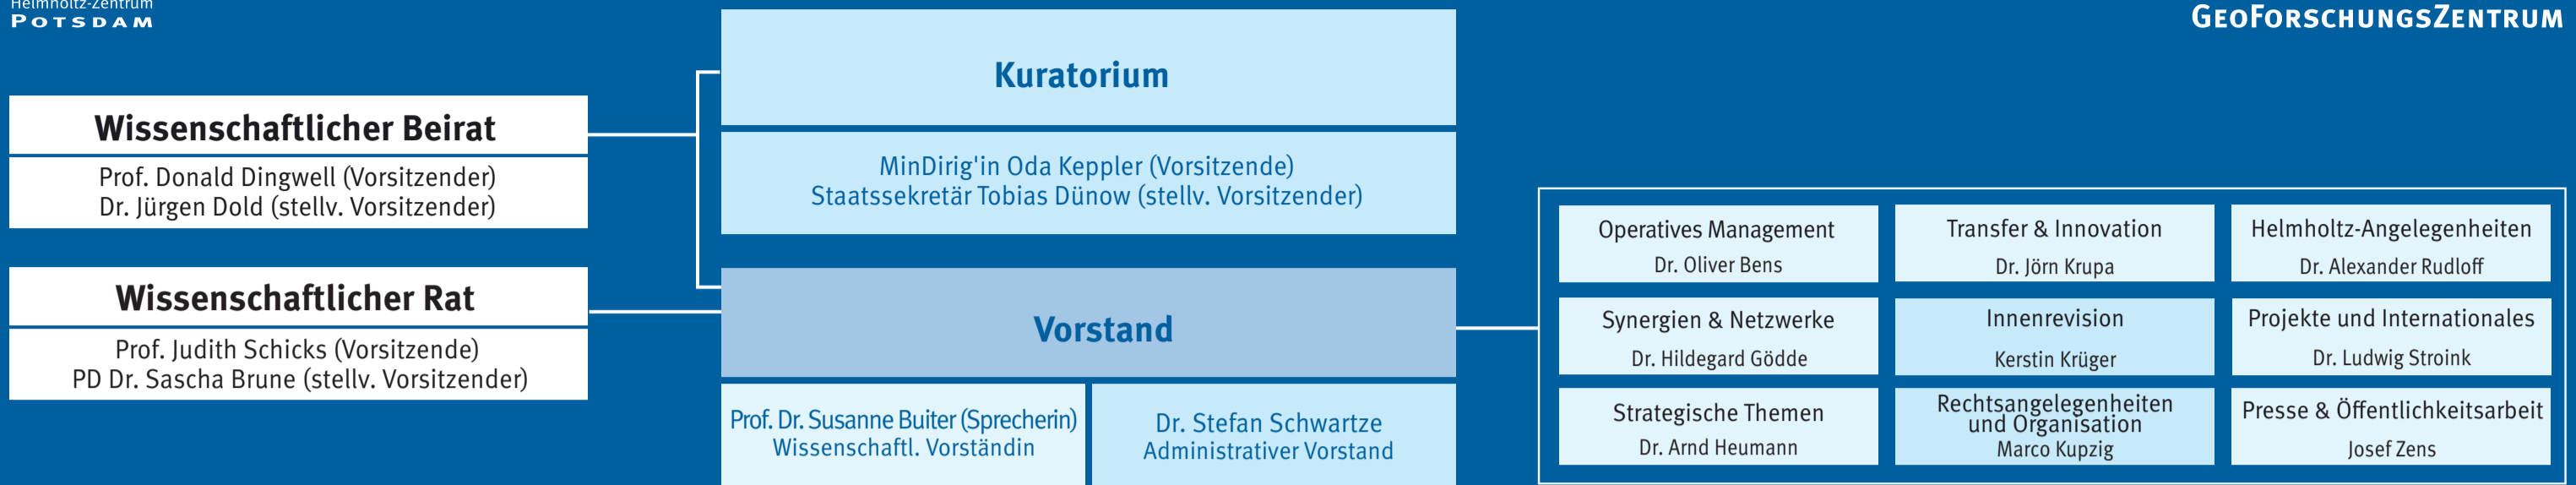 Helmholtz-Zentrum
POTSDAM
GEOFORSCHUNGSZENTRUM
Kuratorium
MinDirig'in Oda Keppler (Vorsitzende)
Staatssekretär Tobias Dünow (stellv. Vorsitzender)
Wissenschaftlicher Beirat
Prof. Donald Dingwell (Vorsitzender)
Dr. Jürgen Dold (stellv. Vorsitzender)
Wissenschaftlicher Rat
Prof. Judith Schicks (Vorsitzende)
PD Dr. Sascha Brune (stellv. Vorsitzender)
Vorstand
Prof. Dr. Susanne Buiter (Sprecherin)
Wissenschaftl. Vorständin
Dr. Stefan Schwartze
Administrativer Vorstand
Operatives Management
Dr. Oliver Bens
Transfer & Innovation
Dr. Jörn Krupa
Helmholtz-Angelegenheiten
Dr. Alexander Rudloff
Synergien & Netzwerke
Dr. Hildegard Gödde
Innenrevision
Kerstin Krüger
Projekte und Internationales
Dr. Ludwig Stroink
Strategische Themen
Dr. Arnd Heumann
Rechtsangelegenheiten
und Organisation
Marco Kupzig
Presse & Öffentlichkeitsarbeit
Josef Zens